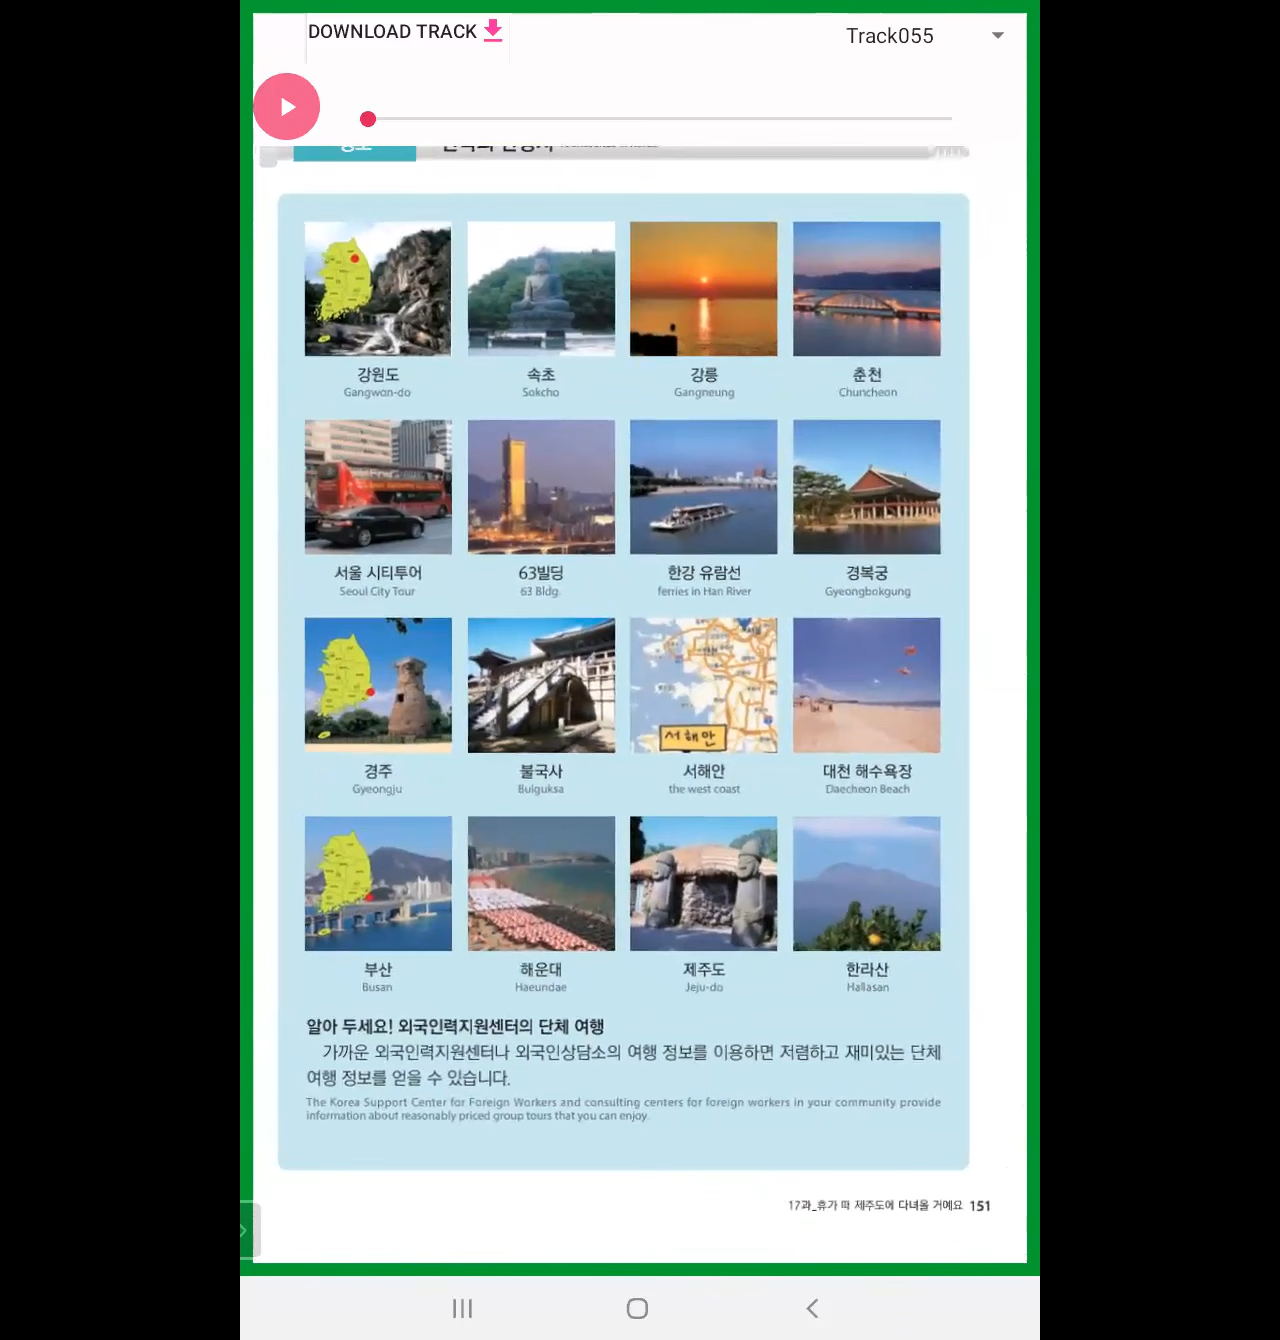 DOWNLOAD TRACK
Track055
강원도
Gangwon-do
속초
Sokcho
강릉
Gangneung
춘천
Chuncheon
서울 시티투어
Seoul City Tour
63빌딩
63 Bldg.
한강 유람선
ferries in Han River
경복궁
Gyeongbokgung
서해안
경주
Gyeongju
불국사
Bulguksa
서해안
the west coast
대천 해수욕장
Daecheon Beach
부산
Busan
해운대
Haeundae
제주도
Jeju-do
한라산
Hallasan
알아 두세요! 외국인력지원센터의 단체 여행
가까운 외국인력지원센터나 외국인상담소의 여행 정보를 이용하면 저렴하고 재미있는 단체
여행 정보를 얻을 수 있습니다.
The Korea Support Center for Foreign Workers and consulting centers for foreign workers in your community provide
information about reasonably priced group tours that you can enjoy.
17과_휴가 때 제주도에 다녀올 거예요 151